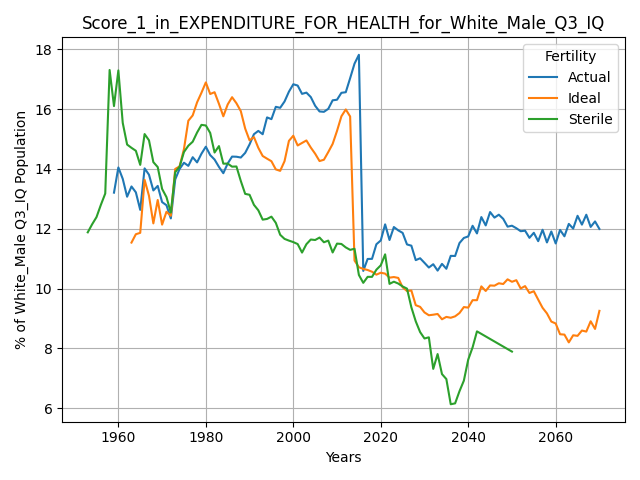 Score_1_in_EXPENDITURE_FOR_HEALTH_for_White_Male_Q3_IQ
Fertility
Actual
Ideal
Sterile
% of White_Male Q3_IQ Population
18
16
14
12
10
8
6
1960 1980 2000 2020 2040 2060
Years